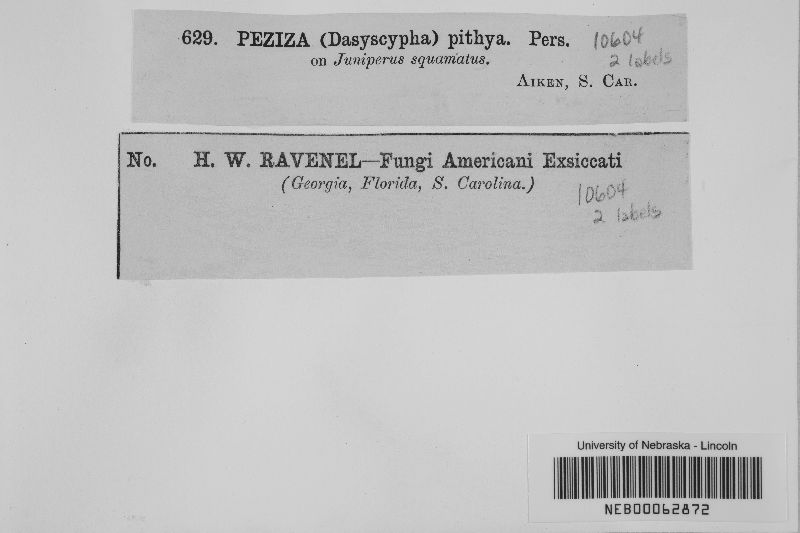 629. PEZIZA (Dasyscypha) pithya. Pers. 10604
on Juniperus squamatus. 2 labels
AIKEN, S. CAR.
No. H. W. RAVENEL—Fungi Americani Exsiccati
(Georgia, Florida, S. Carolina.) 10604
2 labels
University of Nebraska - Lincoln
NEB00062872